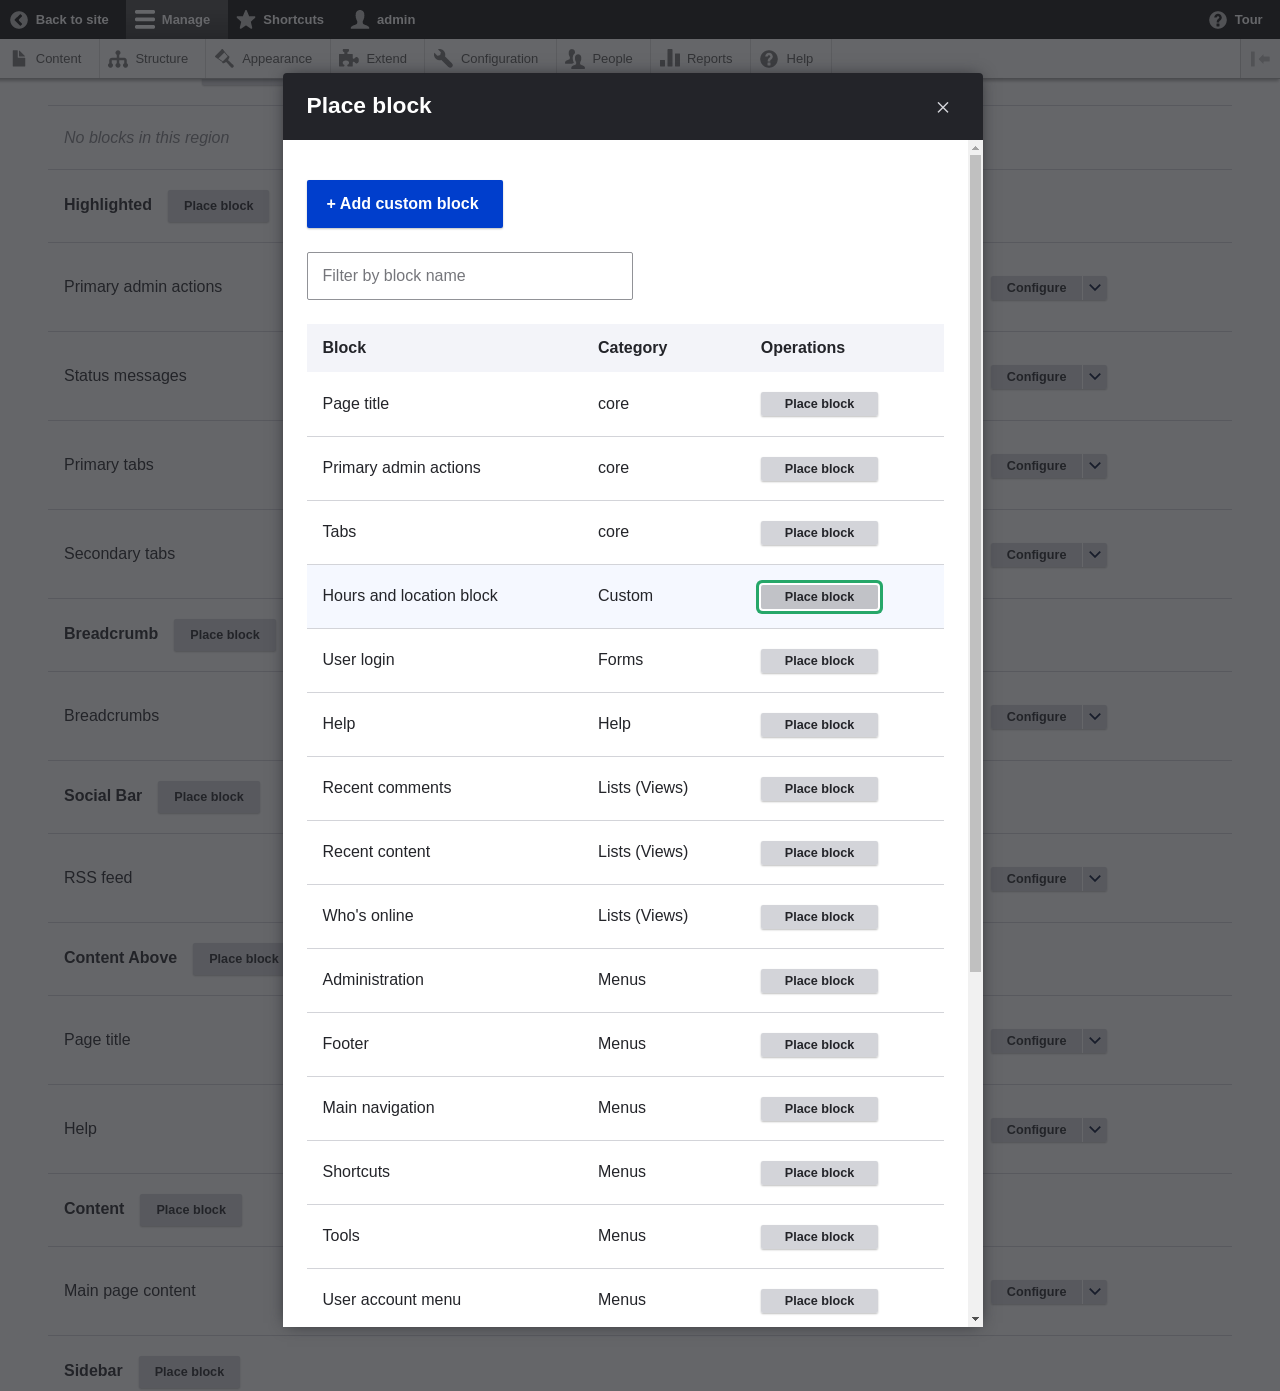 Back to site Manage Shortcuts admin Tour
Content Structure Appearance Extend Configuration People Reports Help
Place block
No blocks in this region
+ Add custom block
Highlighted Place block
Filter by block name
Primary admin actions Configure
Block Category Operations
Status messages Configure
Page title core Place block
Primary tabs Configure
Primary admin actions core Place block
Tabs core Place block
Secondary tabs Configure
Hours and location block Custom Place block
Breadcrumb Place block
User login Forms Place block
Breadcrumbs Configure
Help Help Place block
Recent comments Lists (Views) Place block
Social Bar Place block
Recent content Lists (Views) Place block
RSS feed Configure
Who's online Lists (Views) Place block
Content Above Place block
Administration Menus Place block
Page title Configure
Footer Menus Place block
Main navigation Menus Place block
Help Configure
Shortcuts Menus Place block
Content Place block
Tools Menus Place block
Main page content Configure
User account menu Menus Place block
Sidebar Place block